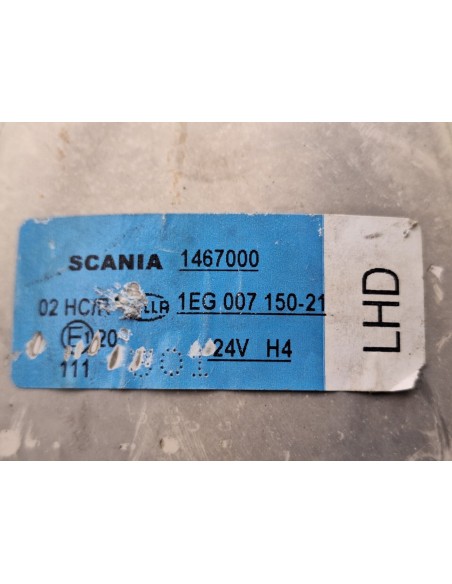 SCANIA 1467000
02 HC/R 1EG 007 150-21
E1 20 24V H4
111
LHD